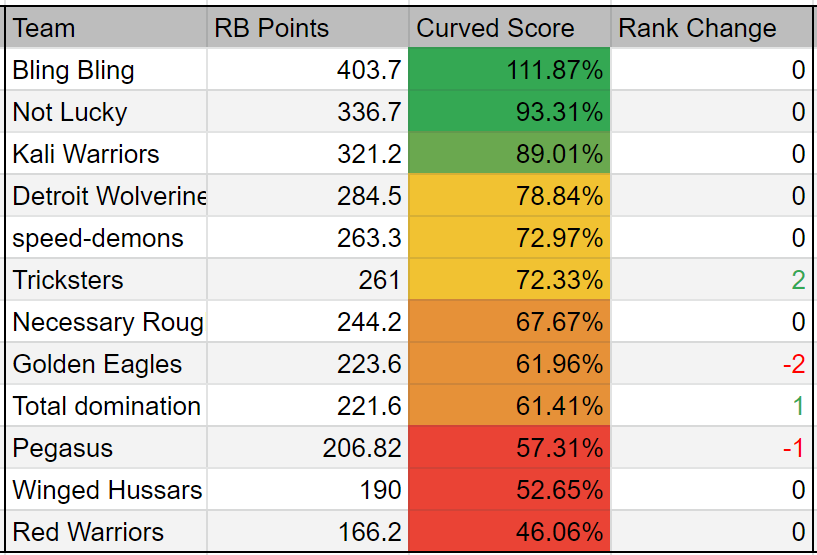 Team RB Points Curved Score Rank Change
Bling Bling 403.7 111.87% 0
Not Lucky 336.7 93.31% 0
Kali Warriors 321.2 89.01% 0
Detroit Wolverine 284.5 78.84% 0
speed-demons 263.3 72.97% 0
Tricksters 261 72.33% 2
Necessary Roug 244.2 67.67% 0
Golden Eagles 223.6 61.96% -2
Total domination 221.6 61.41% 1
Pegasus 206.82 57.31% -1
Winged Hussars 190 52.65% 0
Red Warriors 166.2 46.06% 0